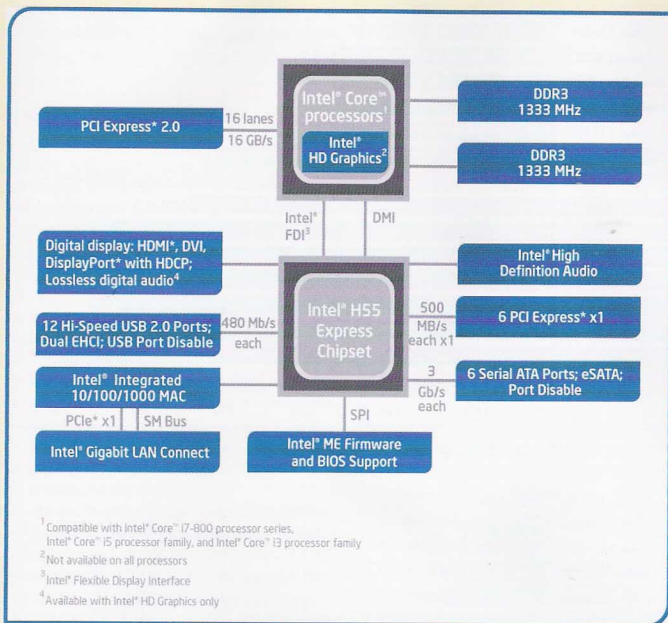 Intel® Core™
processors¹
Intel®
HD Graphics²
DDR3
1333 MHz
PCI Express* 2.0
16 lanes
16 GB/s
DDR3
1333 MHz
Intel®
FDI³
DMI
Digital display: HDMI*, DVI,
DisplayPort* with HDCP;
Lossless digital audio⁴
Intel® High
Definition Audio
Intel® H55
Express
Chipset
12 Hi-Speed USB 2.0 Ports;
Dual EHCI; USB Port Disable
480 Mb/s
each
500
MB/s
each x1
6 PCI Express* x1
Intel® Integrated
10/100/1000 MAC
3
Gb/s
each
6 Serial ATA Ports; eSATA;
Port Disable
PCIe* x1
SM Bus
SPI
Intel® Gigabit LAN Connect
Intel® ME Firmware
and BIOS Support
¹Compatible with Intel® Core™ i7-800 processor series,
Intel® Core™ i5 processor family, and Intel® Core™ i3 processor family
²Not available on all processors
³Intel® Flexible Display Interface
⁴Available with Intel® HD Graphics only